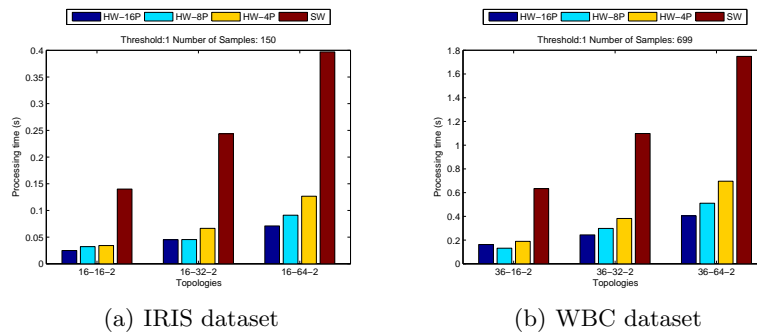 HW-16P HW-8P HW-4P SW
Threshold:1 Number of Samples: 150
0.4
0.35
0.3
0.25
0.2
0.15
0.1
0.05
0
Processing time (s)
16-16-2 16-32-2 16-64-2
Topologies
(a) IRIS dataset
HW-16P HW-8P HW-4P SW
Threshold:1 Number of Samples: 699
1.8
1.6
1.4
1.2
1
0.8
0.6
0.4
0.2
0
Processing time (s)
36-16-2 36-32-2 36-64-2
Topologies
(b) WBC dataset